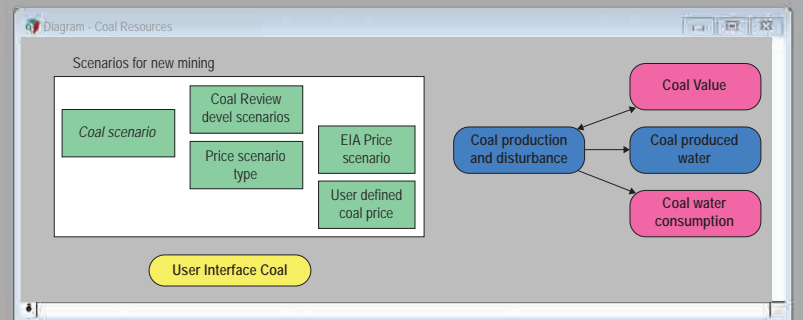 Diagram - Coal Resources
Scenarios for new mining
Coal scenario
Coal Review
devel scenarios
Price scenario
type
EIA Price
scenario
User defined
coal price
User Interface Coal
Coal production
and disturbance
Coal Value
Coal produced
water
Coal water
consumption